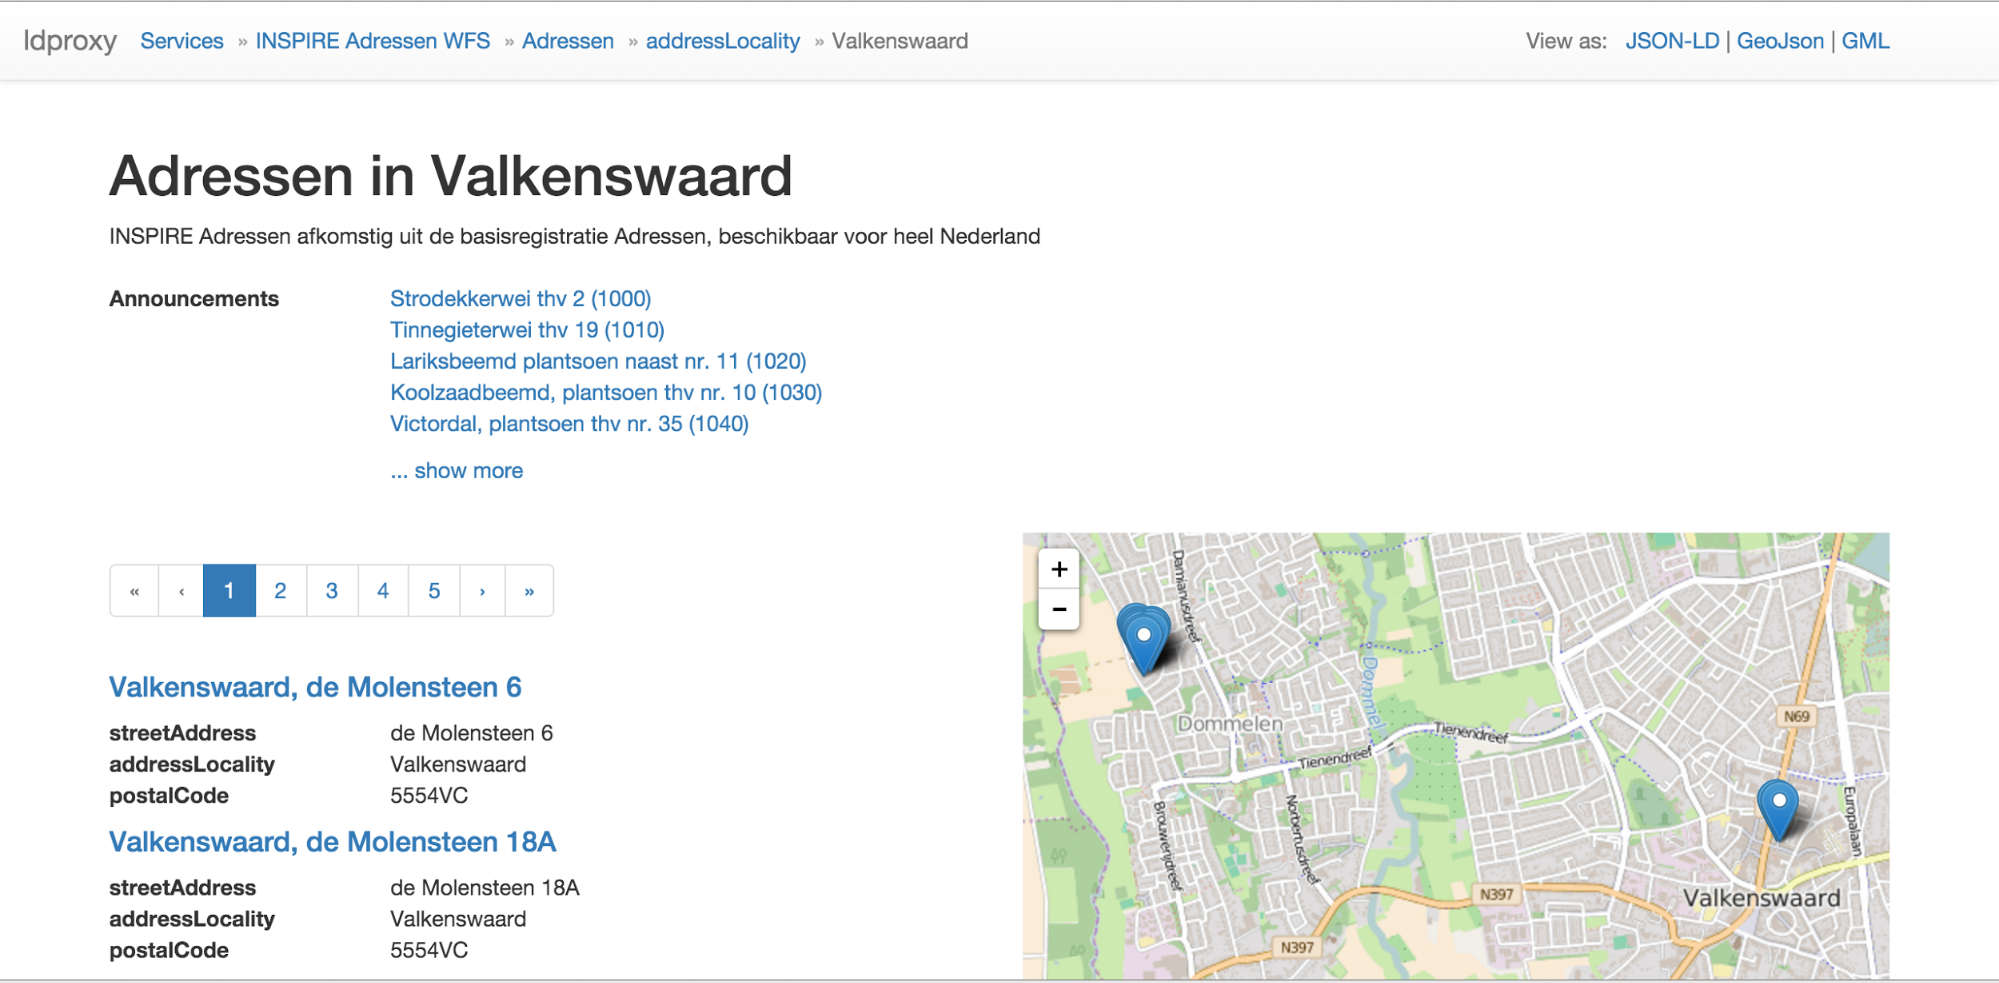 ldproxy Services » INSPIRE Adressen WFS » Adressen » addressLocality » Valkenswaard View as: JSON-LD | GeoJson | GML
Adressen in Valkenswaard
INSPIRE Adressen afkomstig uit de basisregistratie Adressen, beschikbaar voor heel Nederland
Announcements
Strodekkerwei thv 2 (1000)
Tinnegieterwei thv 19 (1010)
Lariksbeemd plantsoen naast nr. 11 (1020)
Koolzaadbeemd, plantsoen thv nr. 10 (1030)
Victordal, plantsoen thv nr. 35 (1040)
... show more
« ‹ 1 2 3 4 5 › »
Valkenswaard, de Molensteen 6
streetAddress de Molensteen 6
addressLocality Valkenswaard
postalCode 5554VC
Valkenswaard, de Molensteen 18A
streetAddress de Molensteen 18A
addressLocality Valkenswaard
postalCode 5554VC
+
−
Damianusdreef
Dommel
Dommelen
N69
Tienendreef
Tienendreef
Brouwerijdreef
Norbertusdreef
Europalaan
N397
Valkenswaard
N397